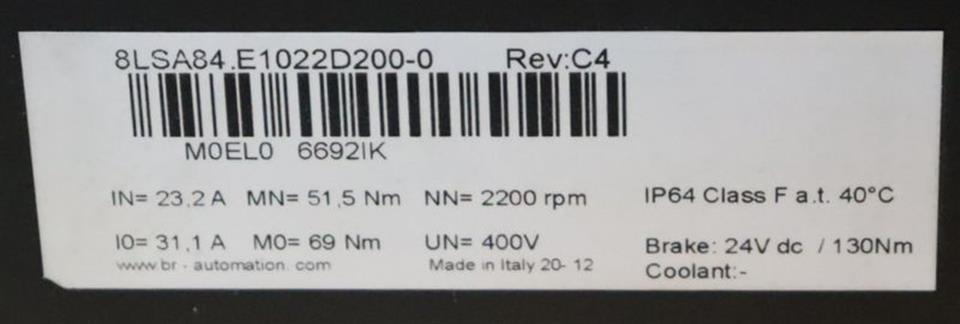 8LSA84.E1022D200-0 Rev:C4
M0EL0 6692IK
IN= 23,2 A MN= 51,5 Nm NN= 2200 rpm IP64 Class F a.t. 40°C
I0= 31,1 A M0= 69 Nm UN= 400V Brake: 24V dc / 130Nm
www.br - automation. com Made in Italy 20- 12 Coolant:-